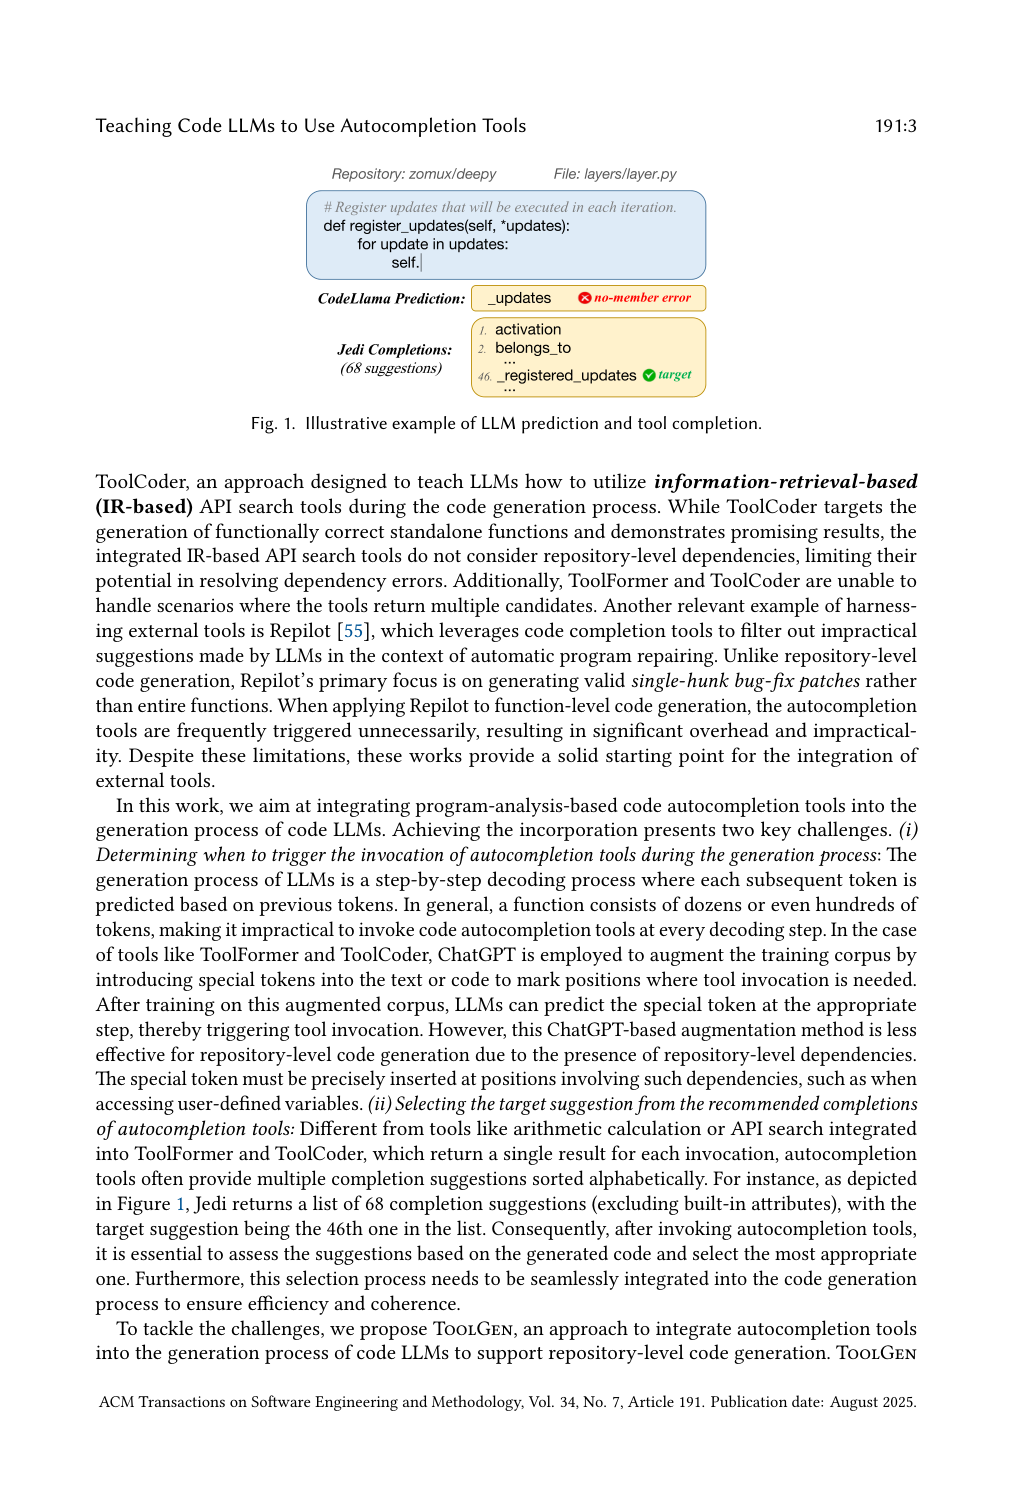 Teaching Code LLMs to Use Autocompletion Tools 191:3
Repository: zomux/deepy File: layers/layer.py
# Register updates that will be executed in each iteration.
def register_updates(self, *updates):
for update in updates:
self.
CodeLlama Prediction: _updates no-member error
1. activation
Jedi Completions: 2. belongs_to
(68 suggestions) ...
46. _registered_updates target
...
Fig. 1. Illustrative example of LLM prediction and tool completion.
ToolCoder, an approach designed to teach LLMs how to utilize information-retrieval-based
(IR-based) API search tools during the code generation process. While ToolCoder targets the
generation of functionally correct standalone functions and demonstrates promising results, the
integrated IR-based API search tools do not consider repository-level dependencies, limiting their
potential in resolving dependency errors. Additionally, ToolFormer and ToolCoder are unable to
handle scenarios where the tools return multiple candidates. Another relevant example of harness-
ing external tools is Repilot [55], which leverages code completion tools to filter out impractical
suggestions made by LLMs in the context of automatic program repairing. Unlike repository-level
code generation, Repilot's primary focus is on generating valid single-hunk bug-fix patches rather
than entire functions. When applying Repilot to function-level code generation, the autocompletion
tools are frequently triggered unnecessarily, resulting in significant overhead and impractical-
ity. Despite these limitations, these works provide a solid starting point for the integration of
external tools.
In this work, we aim at integrating program-analysis-based code autocompletion tools into the
generation process of code LLMs. Achieving the incorporation presents two key challenges. (i)
Determining when to trigger the invocation of autocompletion tools during the generation process: The
generation process of LLMs is a step-by-step decoding process where each subsequent token is
predicted based on previous tokens. In general, a function consists of dozens or even hundreds of
tokens, making it impractical to invoke code autocompletion tools at every decoding step. In the case
of tools like ToolFormer and ToolCoder, ChatGPT is employed to augment the training corpus by
introducing special tokens into the text or code to mark positions where tool invocation is needed.
After training on this augmented corpus, LLMs can predict the special token at the appropriate
step, thereby triggering tool invocation. However, this ChatGPT-based augmentation method is less
effective for repository-level code generation due to the presence of repository-level dependencies.
The special token must be precisely inserted at positions involving such dependencies, such as when
accessing user-defined variables. (ii) Selecting the target suggestion from the recommended completions
of autocompletion tools: Different from tools like arithmetic calculation or API search integrated
into ToolFormer and ToolCoder, which return a single result for each invocation, autocompletion
tools often provide multiple completion suggestions sorted alphabetically. For instance, as depicted
in Figure 1, Jedi returns a list of 68 completion suggestions (excluding built-in attributes), with the
target suggestion being the 46th one in the list. Consequently, after invoking autocompletion tools,
it is essential to assess the suggestions based on the generated code and select the most appropriate
one. Furthermore, this selection process needs to be seamlessly integrated into the code generation
process to ensure efficiency and coherence.
To tackle the challenges, we propose ToolGen, an approach to integrate autocompletion tools
into the generation process of code LLMs to support repository-level code generation. ToolGen
ACM Transactions on Software Engineering and Methodology, Vol. 34, No. 7, Article 191. Publication date: August 2025.